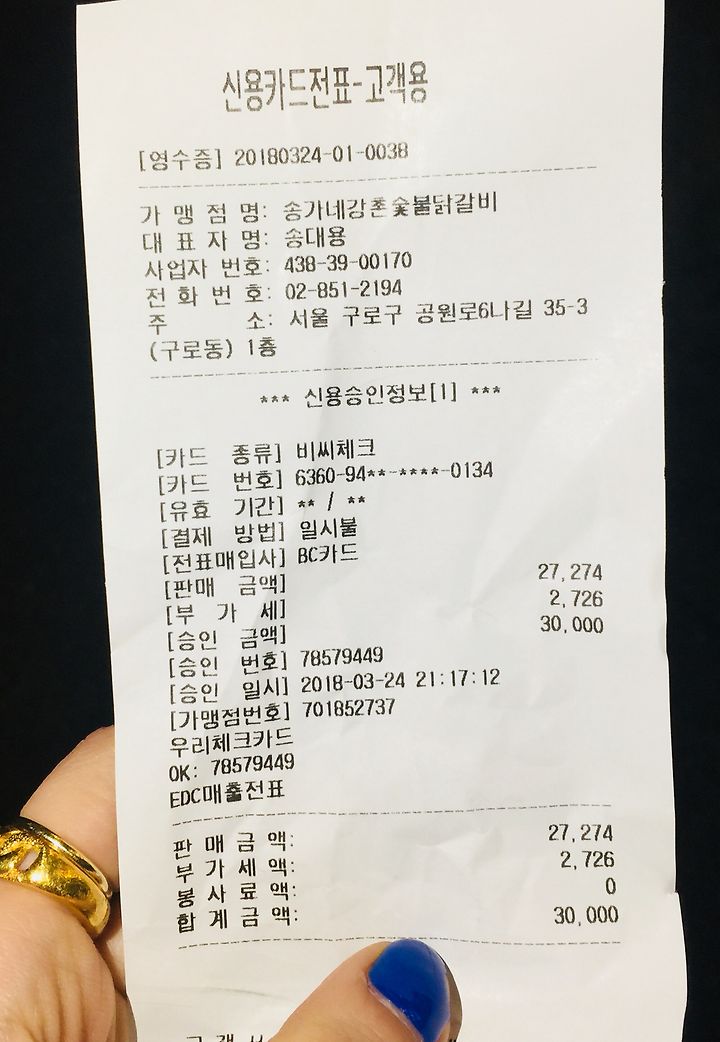 신용카드전표-고객용
[영수증] 20180324-01-0038
가 맹 점 명: 송가네강촌숯불닭갈비
대 표 자 명: 송대용
사업자 번호: 438-39-00170
전 화 번 호: 02-851-2194
주 소: 서울 구로구 공원로6나길 35-3
(구로동) 1층
*** 신용승인정보[1] ***
[카드 종류] 비씨체크
[카드 번호] 6360-94**-****-0134
[유효 기간] ** / **
[결제 방법] 일시불
[전표매입사] BC카드
[판매 금액] 27,274
[부 가 세] 2,726
[승인 금액] 30,000
[승인 번호] 78579449
[승인 일시] 2018-03-24 21:17:12
[가맹점번호] 701852737
우리체크카드
OK: 78579449
EDC매출전표
판 매 금 액: 27,274
부 가 세 액: 2,726
봉 사 료 액: 0
합 계 금 액: 30,000